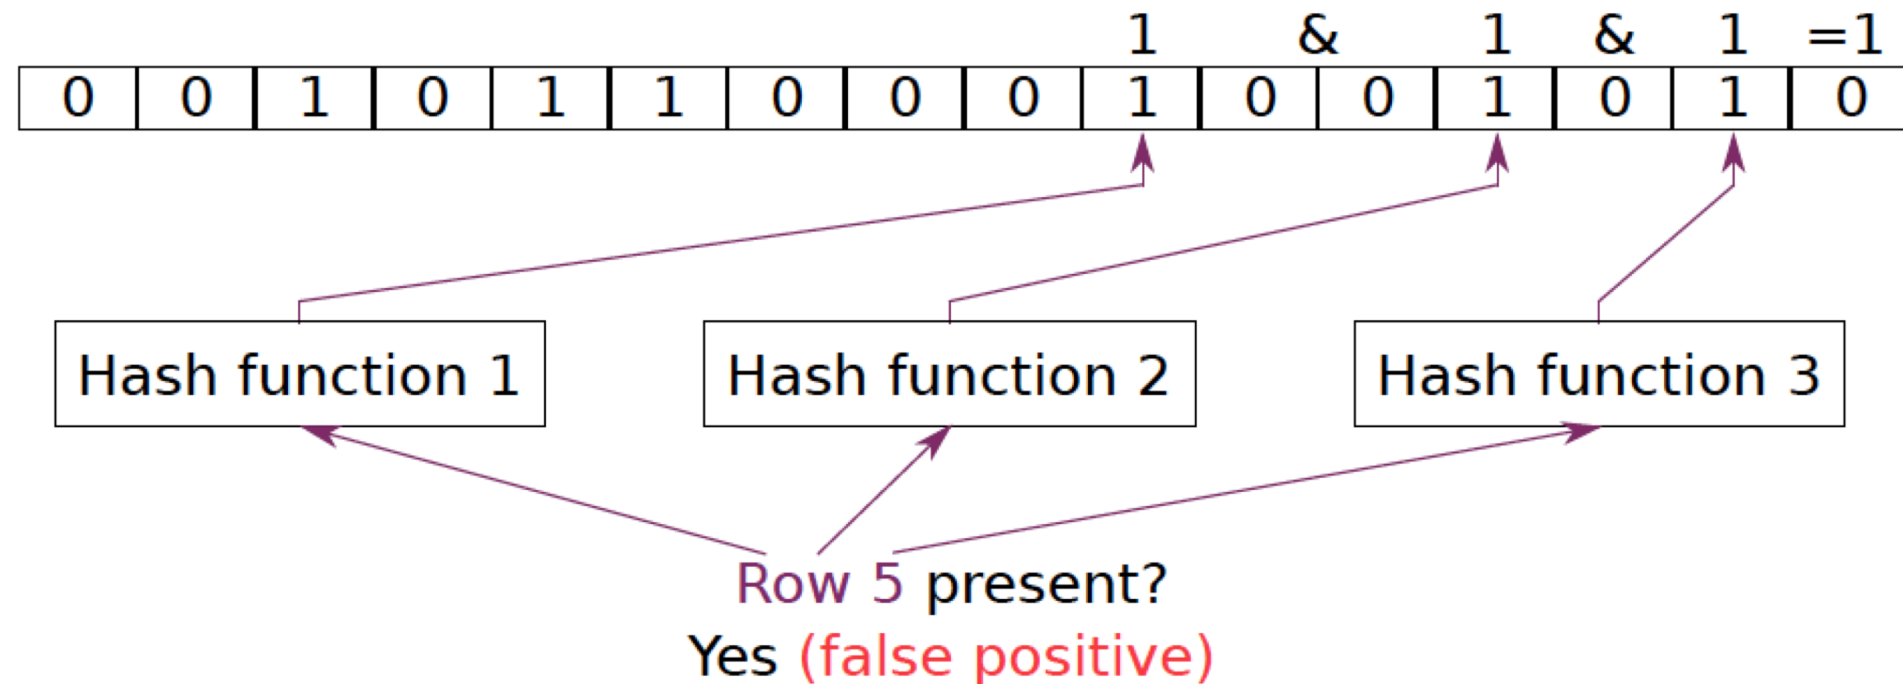 1 & 1 & 1 =1
0 0 1 0 1 1 0 0 0 1 0 0 1 0 1 0
Hash function 1 Hash function 2 Hash function 3
Row 5 present?
Yes (false positive)